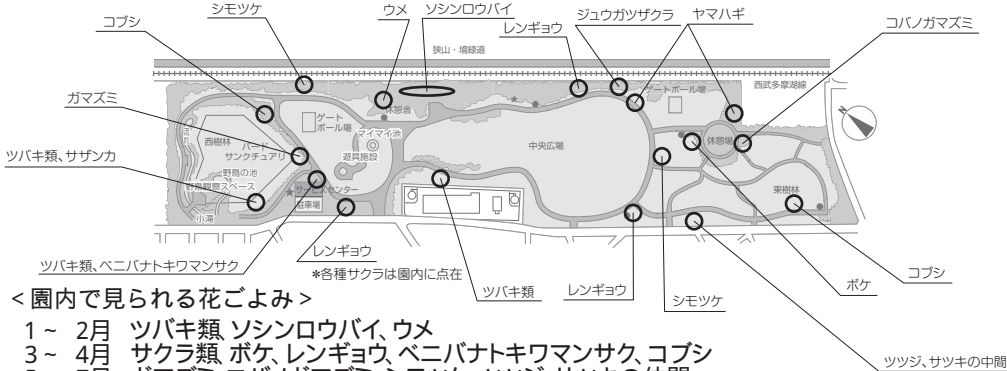 シモツケ
ウメ
ソシンロウバイ
レンギョウ
ジュウガツザクラ
ヤマハギ
コブシ
コバノガマズミ
狭山・境緑道
西武多摩湖線
ガマズミ
休憩舎
ゲートボール場
ゲート
ボール場
マイマイ池
遊具施設
中央広場
休憩場
西樹林
バード
サンクチュアリ
野鳥の池
野鳥観察スペース
ツバキ類、サザンカ
サービスセンター
駐車場
東樹林
小滝
N
ツバキ類、ベニバナトキワマンサク
レンギョウ
*各種サクラは園内に点在
ツバキ類
レンギョウ
シモツケ
ボケ
コブシ
ツツジ、サツキの中間
<園内で見られる花ごよみ>
1~ 2月 ツバキ類、ソシンロウバイ、ウメ
3~ 4月 サクラ類、ボケ、レンギョウ、ベニバナトキワマンサク、コブシ